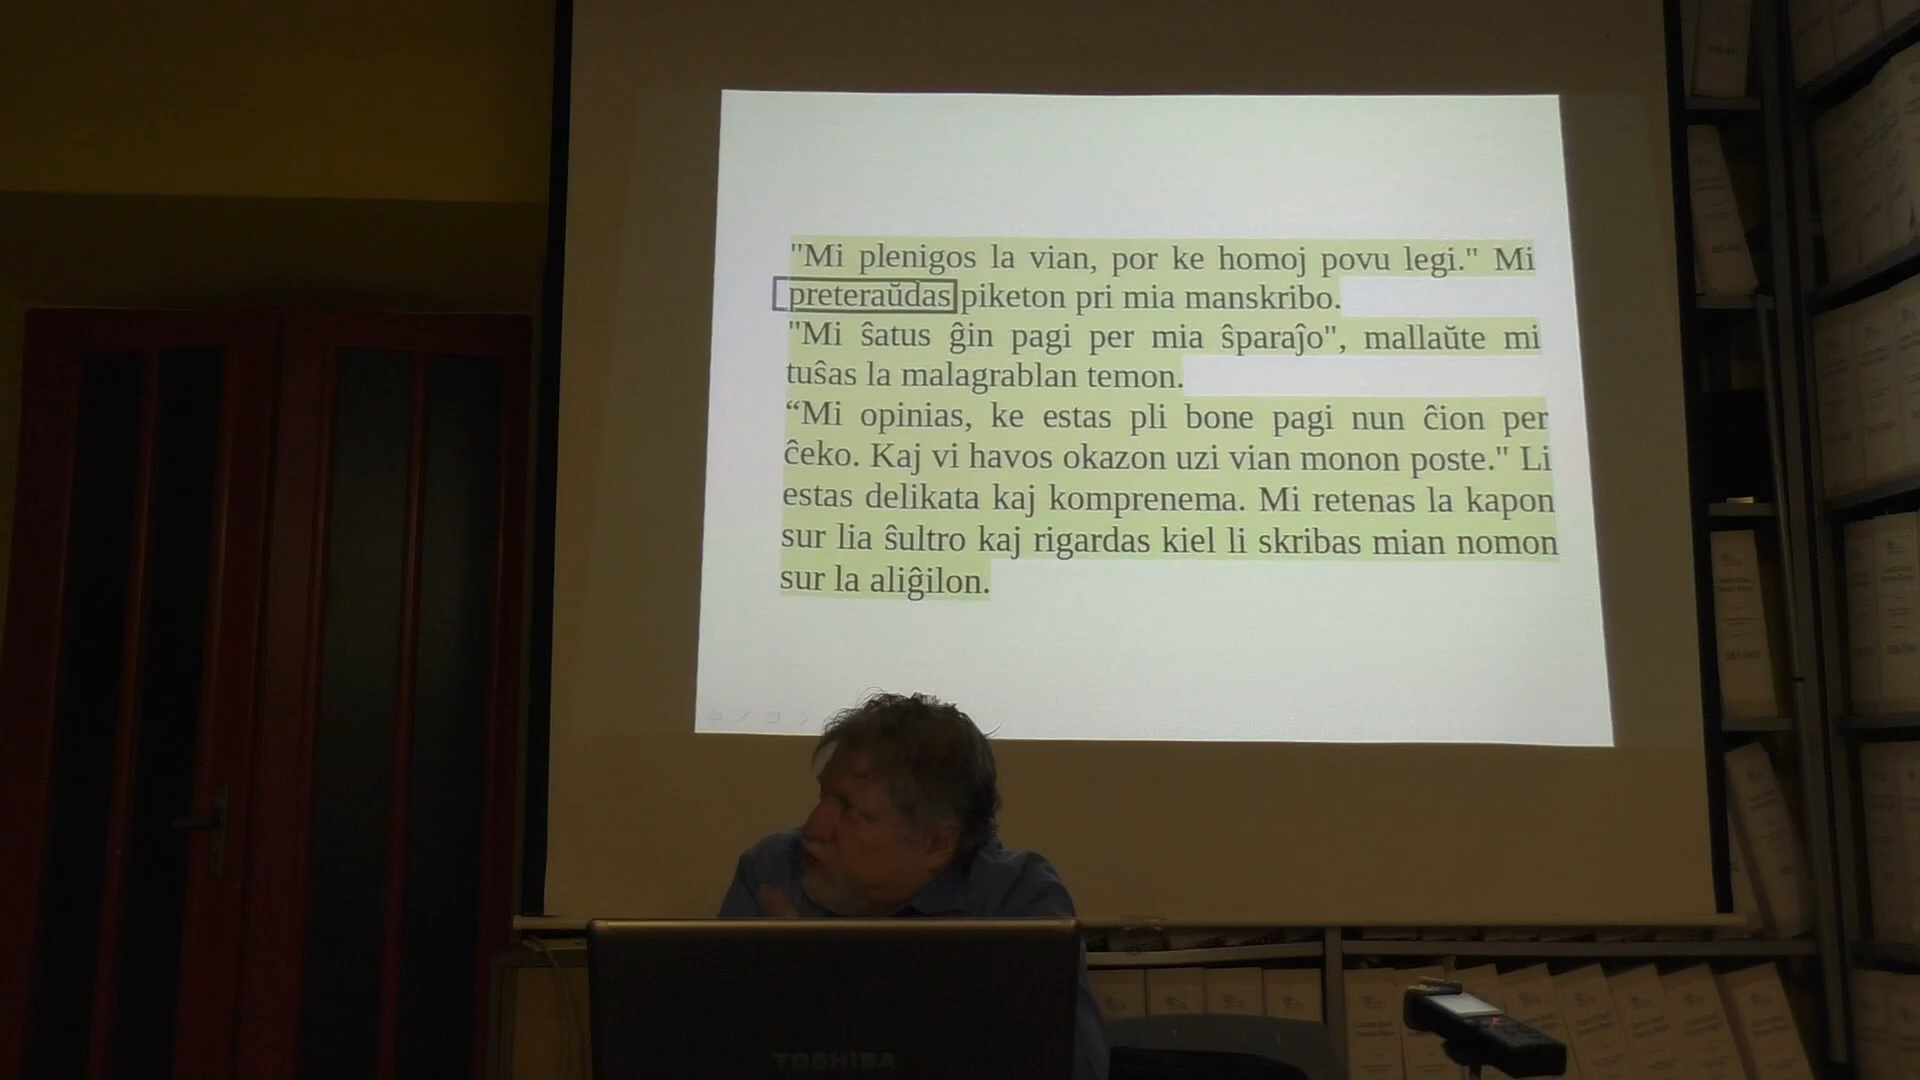 "Mi plenigos la vian, por ke homoj povu legi." Mi
preteraŭdas piketon pri mia manskribo.
"Mi ŝatus ĝin pagi per mia ŝparaĵo", mallaŭte mi
tuŝas la malagrablan temon.
“Mi opinias, ke estas pli bone pagi nun ĉion per
ĉeko. Kaj vi havos okazon uzi vian monon poste." Li
estas delikata kaj komprenema. Mi retenas la kapon
sur lia ŝultro kaj rigardas kiel li skribas mian nomon
sur la aliĝilon.
TOSHIBA